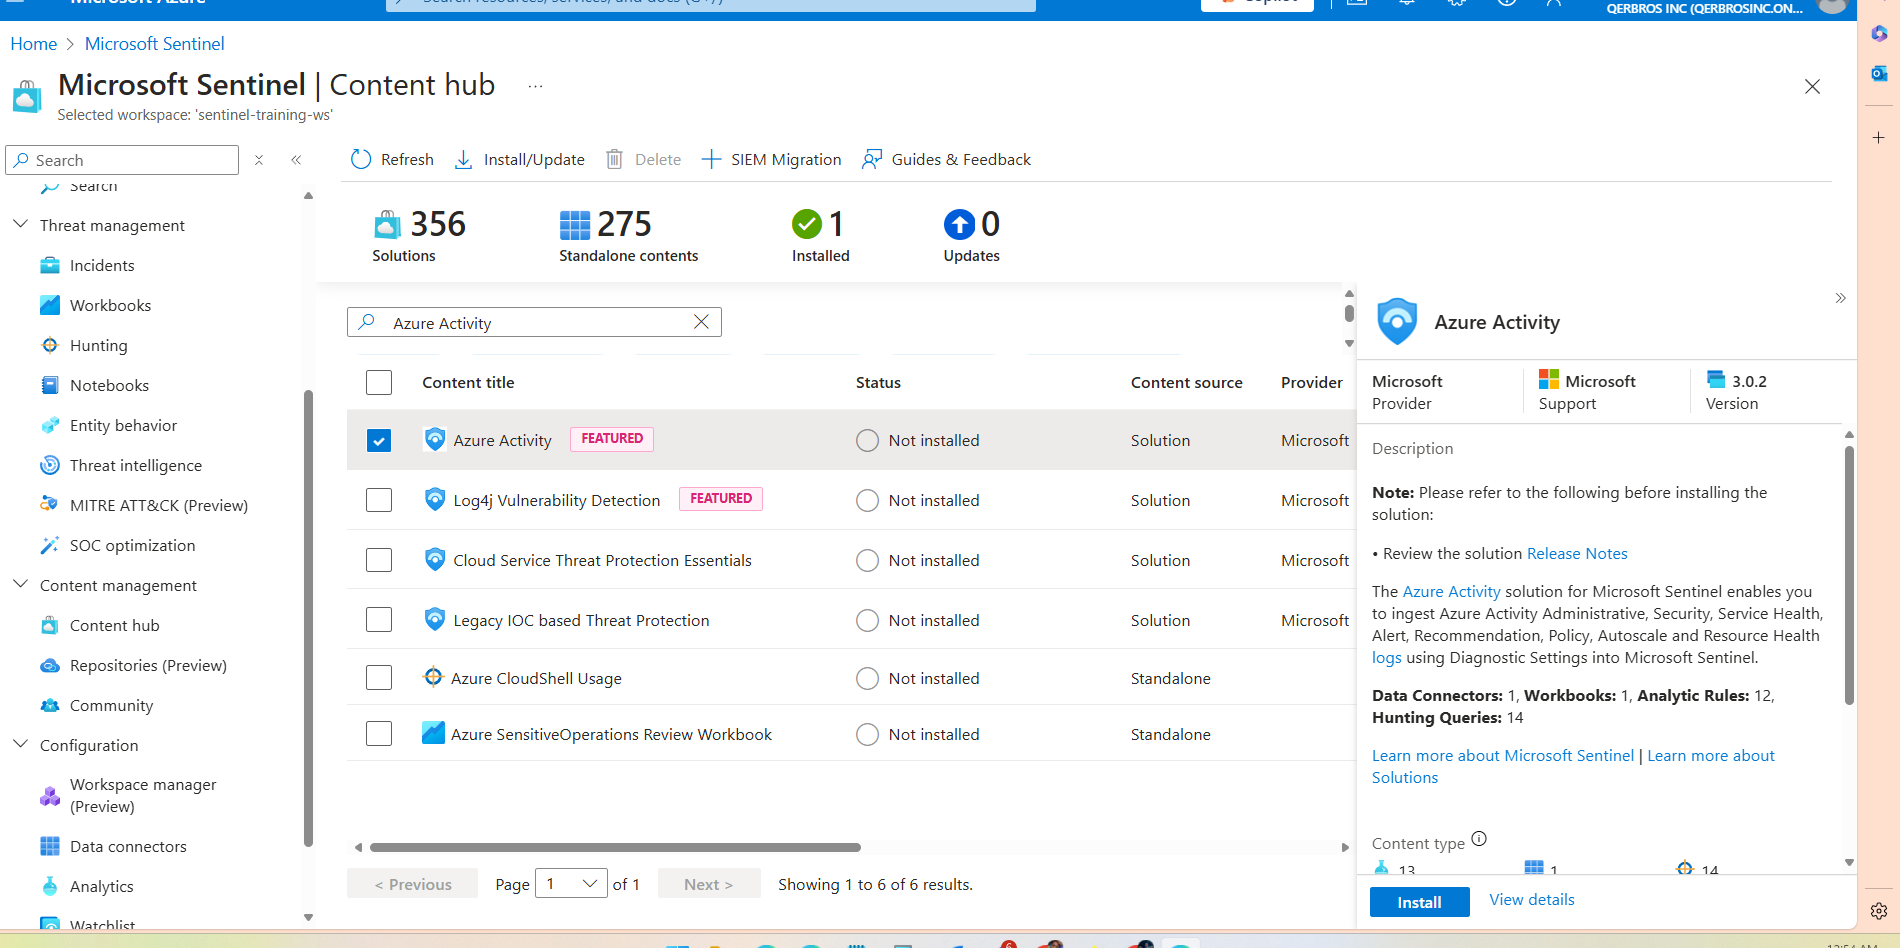 Microsoft Azure
Search resources, services, and docs (G+/)
Copilot
QERBROS INC (QERBROSINC.ON...
Home > Microsoft Sentinel
Microsoft Sentinel | Content hub ...
Selected workspace: 'sentinel-training-ws'
Search
Search
Threat management
Incidents
Workbooks
Hunting
Notebooks
Entity behavior
Threat intelligence
MITRE ATT&CK (Preview)
SOC optimization
Content management
Content hub
Repositories (Preview)
Community
Configuration
Workspace manager
(Preview)
Data connectors
Analytics
Watchlist
Refresh Install/Update Delete SIEM Migration Guides & Feedback
356 275 1 0
Solutions Standalone contents Installed Updates
Azure Activity
Content title Status Content source Provider
Azure Activity FEATURED Not installed Solution Microsoft
Log4j Vulnerability Detection FEATURED Not installed Solution Microsoft
Cloud Service Threat Protection Essentials Not installed Solution Microsoft
Legacy IOC based Threat Protection Not installed Solution Microsoft
Azure CloudShell Usage Not installed Standalone
Azure SensitiveOperations Review Workbook Not installed Standalone
< Previous Page 1 of 1 Next > Showing 1 to 6 of 6 results.
Azure Activity
Microsoft Microsoft 3.0.2
Provider Support Version
Description
Note: Please refer to the following before installing the
solution:
• Review the solution Release Notes
The Azure Activity solution for Microsoft Sentinel enables you
to ingest Azure Activity Administrative, Security, Service Health,
Alert, Recommendation, Policy, Autoscale and Resource Health
logs using Diagnostic Settings into Microsoft Sentinel.
Data Connectors: 1, Workbooks: 1, Analytic Rules: 12,
Hunting Queries: 14
Learn more about Microsoft Sentinel | Learn more about
Solutions
Content type
13 1 14
Install View details